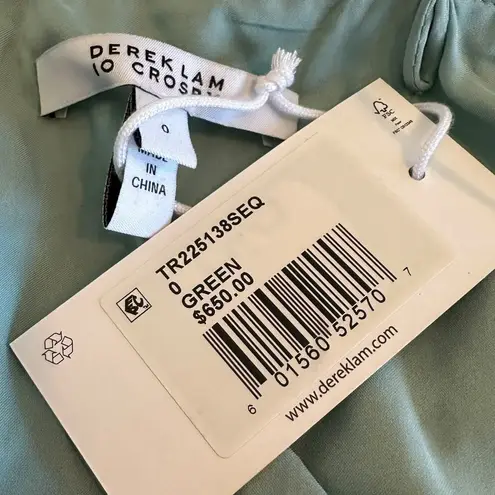 DEREK LAM
10 CROSBY
0
MADE
IN
CHINA
FSC
TR225138SEQ
0
GREEN
$650.00
6 01560 52570 7
www.dereklam.com